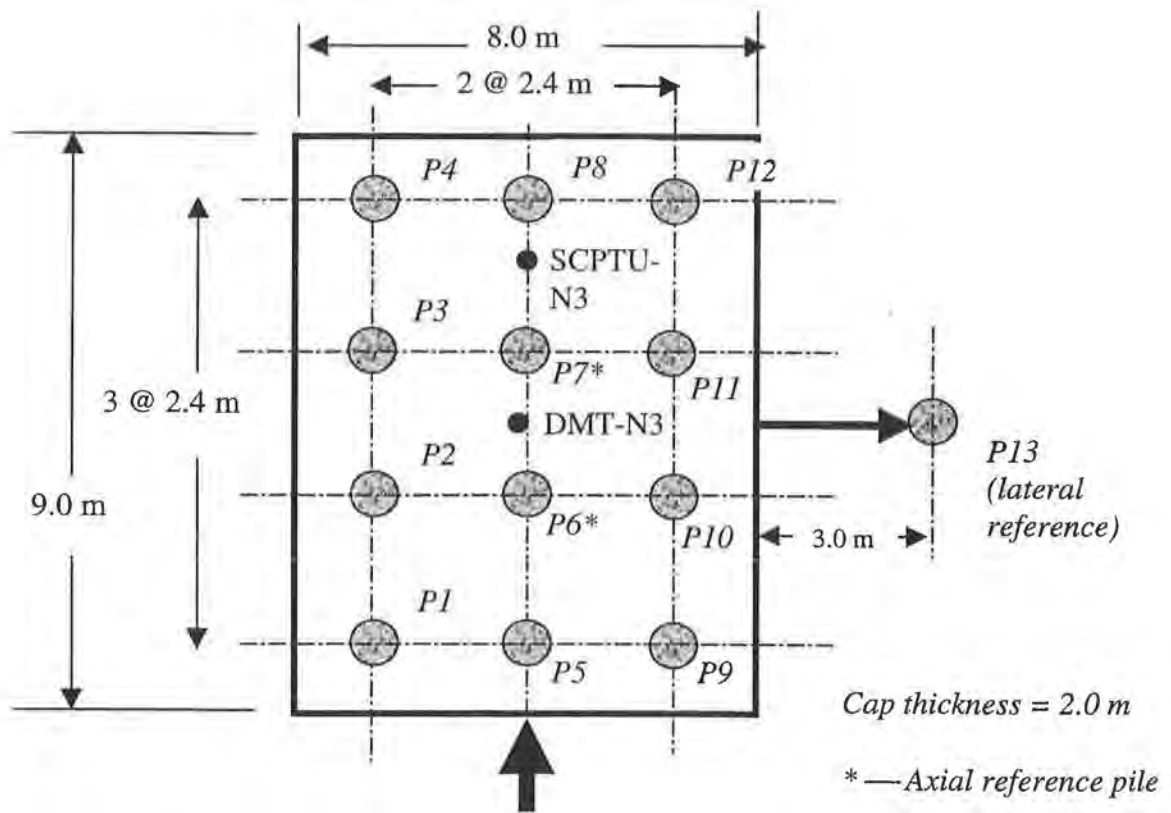 8.0 m
2 @ 2.4 m
P4
P8
P12
SCPTU-
N3
P3
P7*
P11
3 @ 2.4 m
DMT-N3
P13
(lateral
reference)
P2
9.0 m
P6*
P10
3.0 m
P1
P5
P9
Cap thickness = 2.0 m
* — Axial reference pile